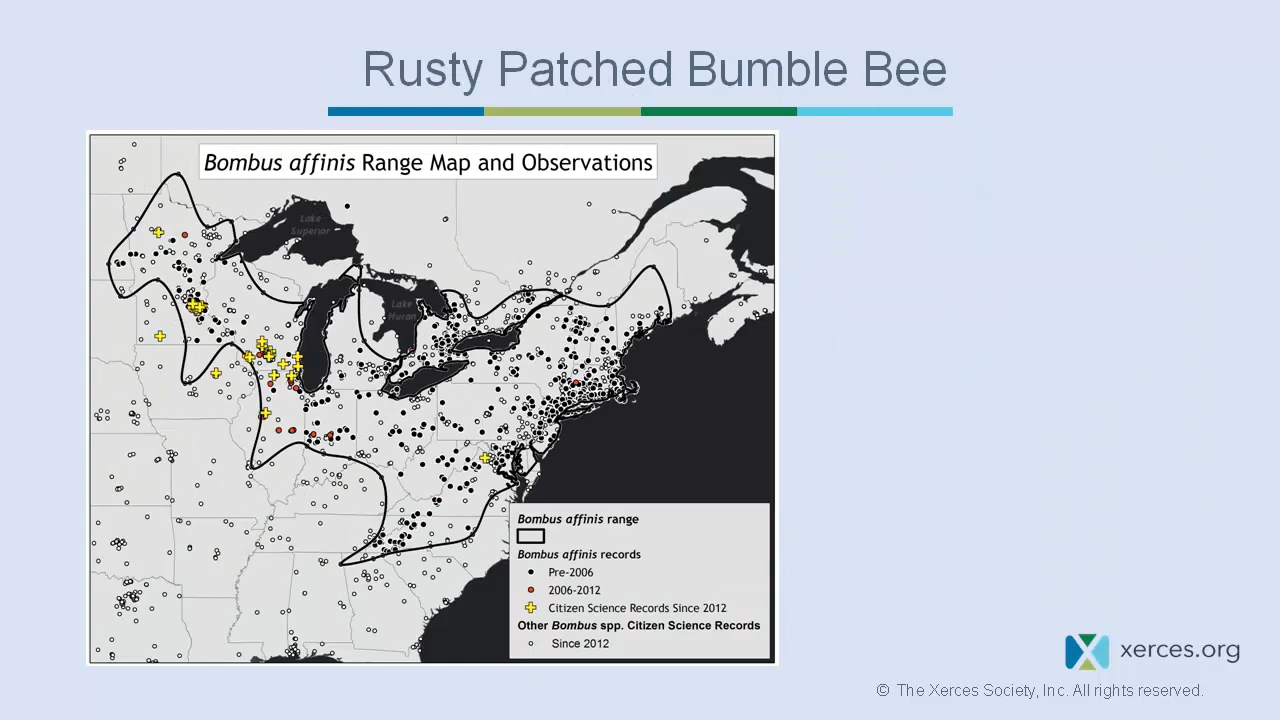 Rusty Patched Bumble Bee
Bombus affinis Range Map and Observations
Lake
Superior
Lake
Huron
Bombus affinis range
Bombus affinis records
Pre-2006
2006-2012
Citizen Science Records Since 2012
Other Bombus spp. Citizen Science Records
Since 2012
xerces.org
© The Xerces Society, Inc. All rights reserved.